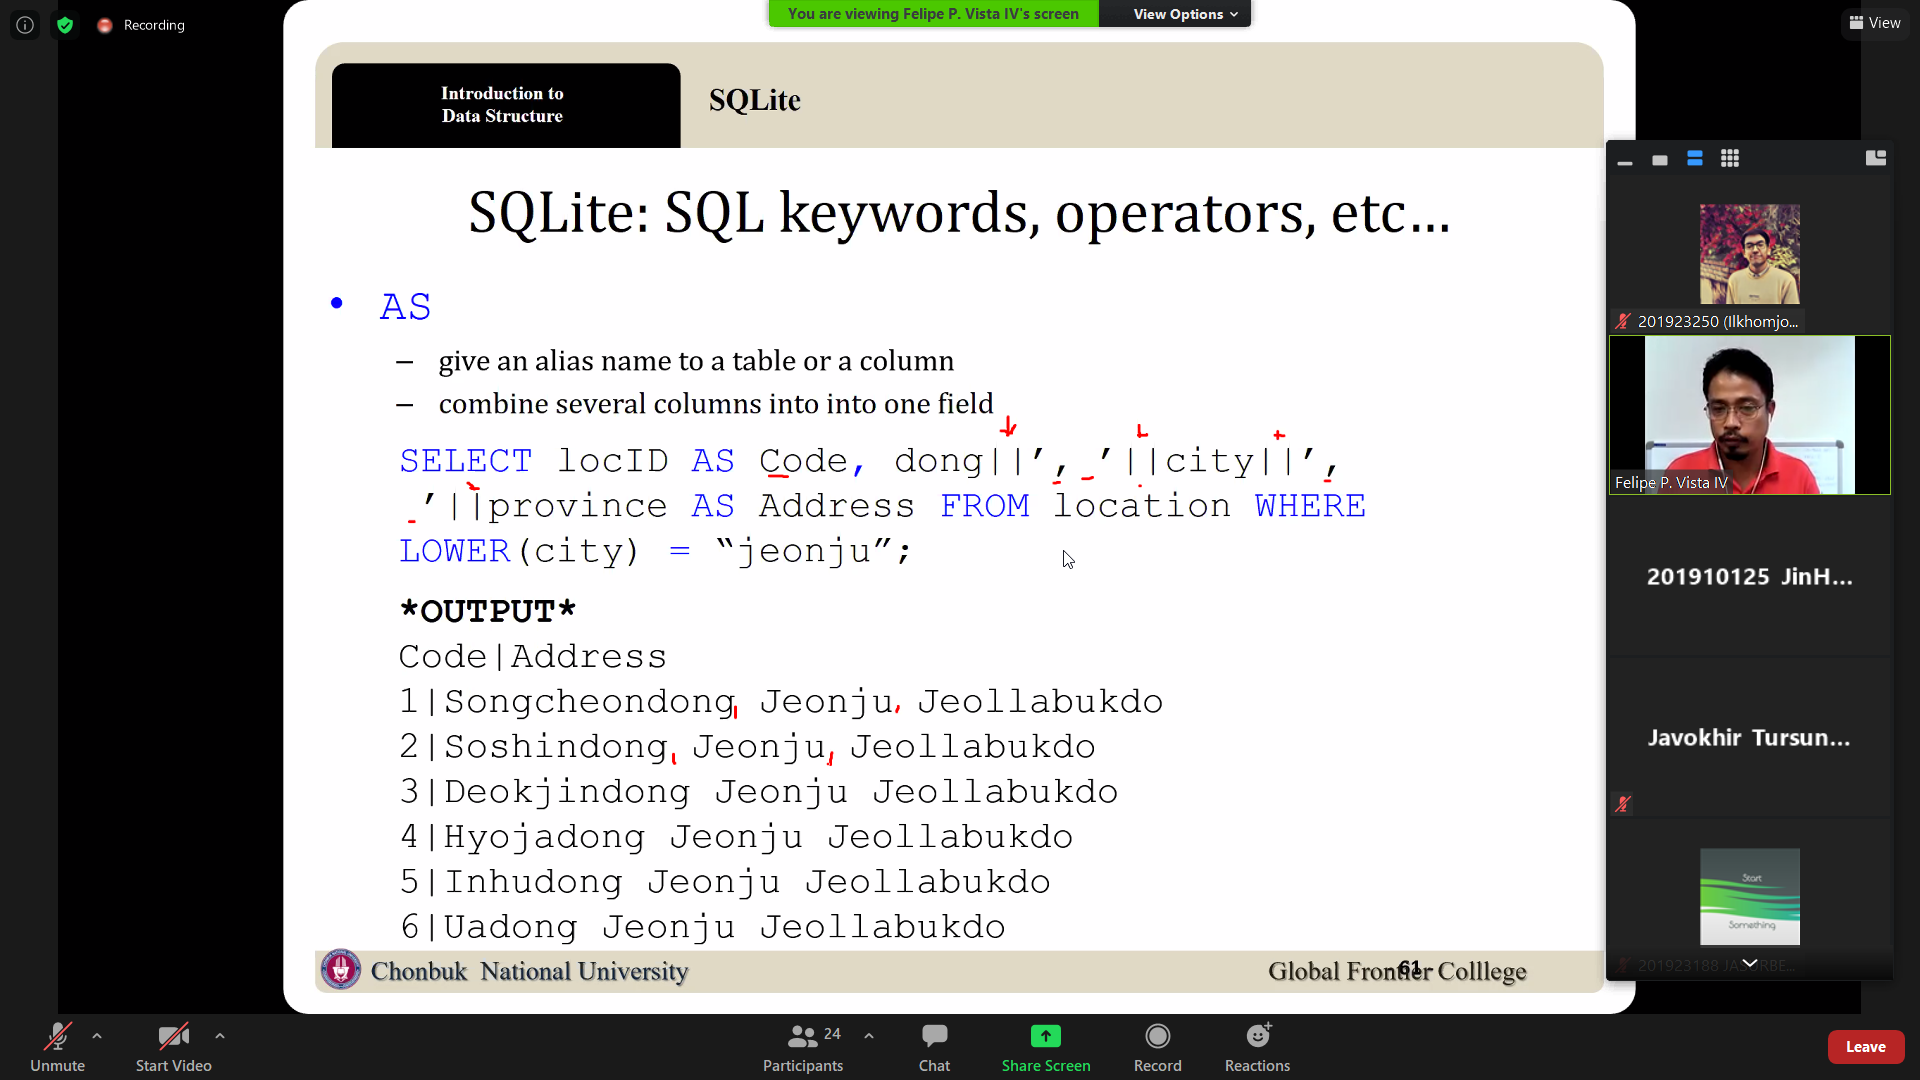 Recording
You are viewing Felipe P. Vista IV's screen
View Options
View
Introduction to
Data Structure
SQLite
SQLite: SQL keywords, operators, etc…
• AS
– give an alias name to a table or a column
– combine several columns into into one field
SELECT locID AS Code, dong||’, ’||city||’,
’||province AS Address FROM location WHERE
LOWER(city) = “jeonju”;
*OUTPUT*
Code|Address
1|Songcheondong, Jeonju, Jeollabukdo
2|Soshindong, Jeonju, Jeollabukdo
3|Deokjindong Jeonju Jeollabukdo
4|Hyojadong Jeonju Jeollabukdo
5|Inhudong Jeonju Jeollabukdo
6|Uadong Jeonju Jeollabukdo
Chonbuk National University
Global Frontier Colllege
61
201923250 (Ilkhomjo...
Felipe P. Vista IV
201910125 JinH...
Javokhir Tursun...
Start
Something
201923188 JASURBE...
Unmute
Start Video
Participants
24
Chat
Share Screen
Record
Reactions
Leave